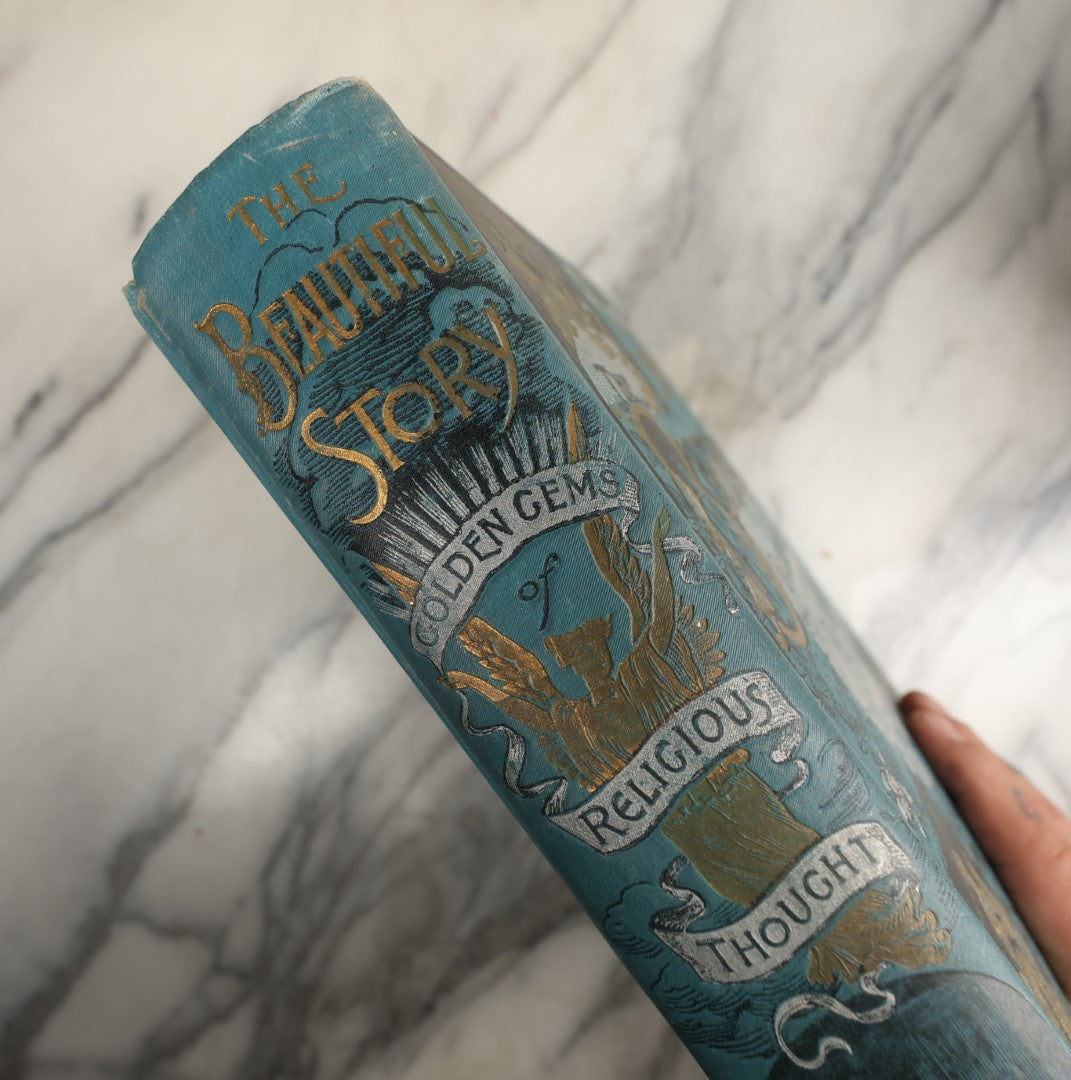 THE
BEAUTIFUL
STORY
GOLDEN GEMS
of
RELIGIOUS
THOUGHT